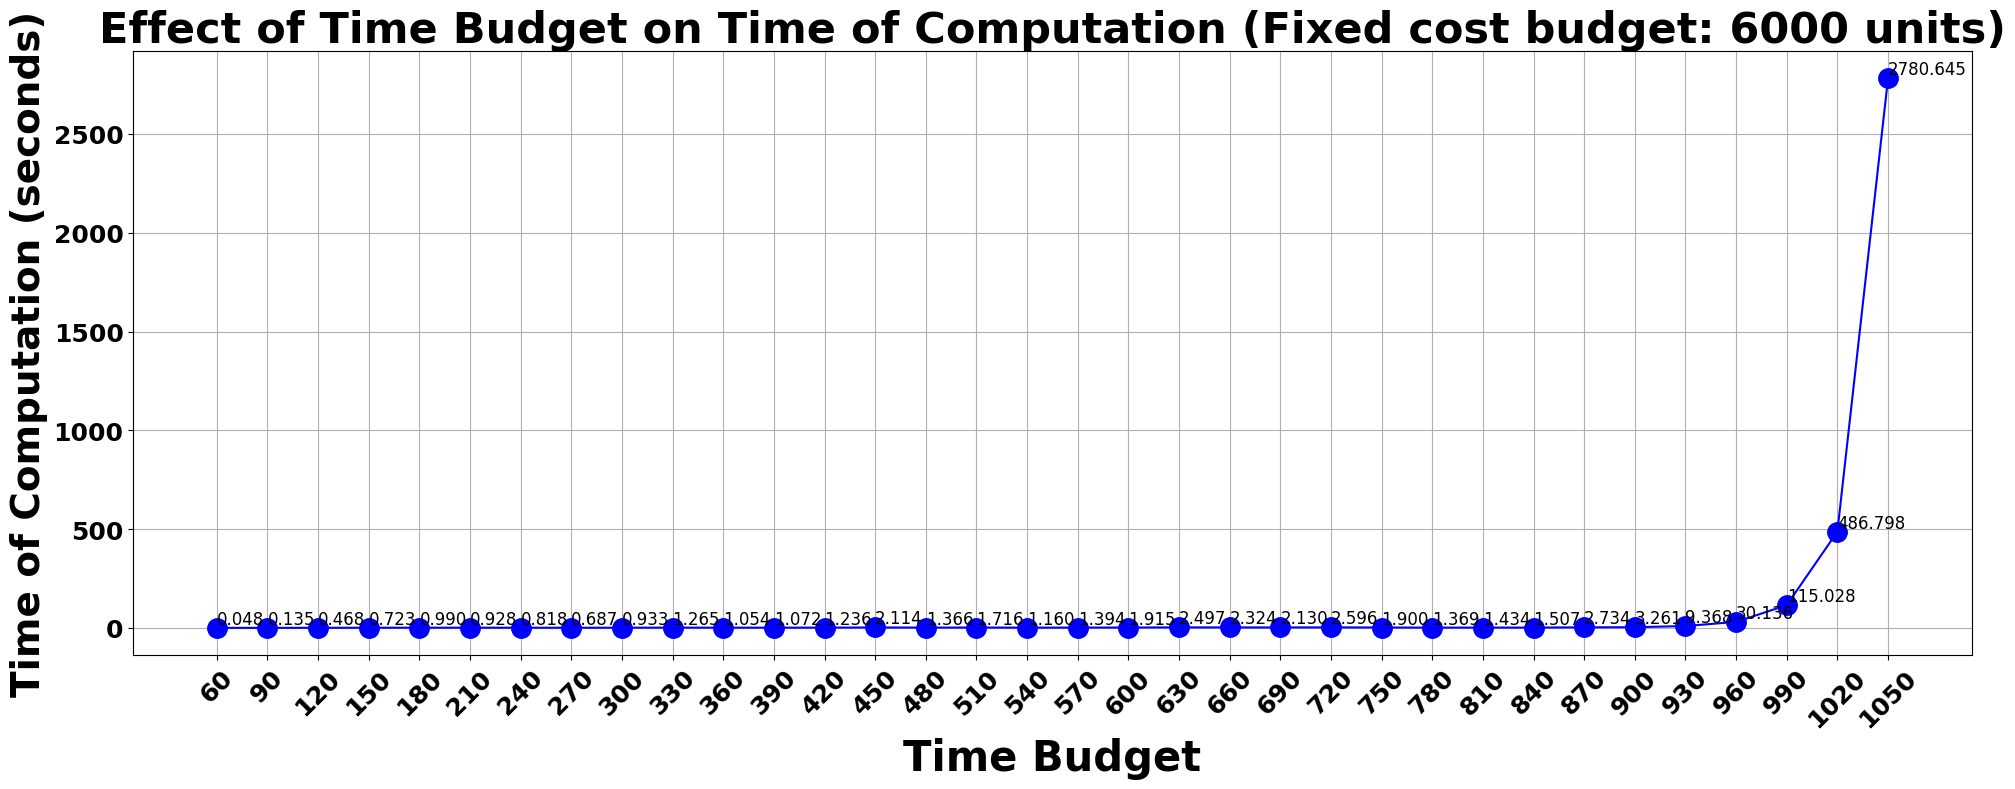 Effect of Time Budget on Time of Computation (Fixed cost budget: 6000 units)
Time of Computation (seconds)
2500
2000
1500
1000
500
0
2780.645
486.798
115.028
0.048 0.135 0.468 0.723 0.990 0.928 0.818 0.687 0.933 1.265 1.054 1.072 1.236 2.114 1.366 1.716 1.160 1.394 1.915 2.497 2.324 2.130 2.596 1.900 1.369 1.434 1.507 2.734 3.261 9.368 30.136
60 90 120 150 180 210 240 270 300 330 360 390 420 450 480 510 540 570 600 630 660 690 720 750 780 810 840 870 900 930 960 990 1020 1050
Time Budget